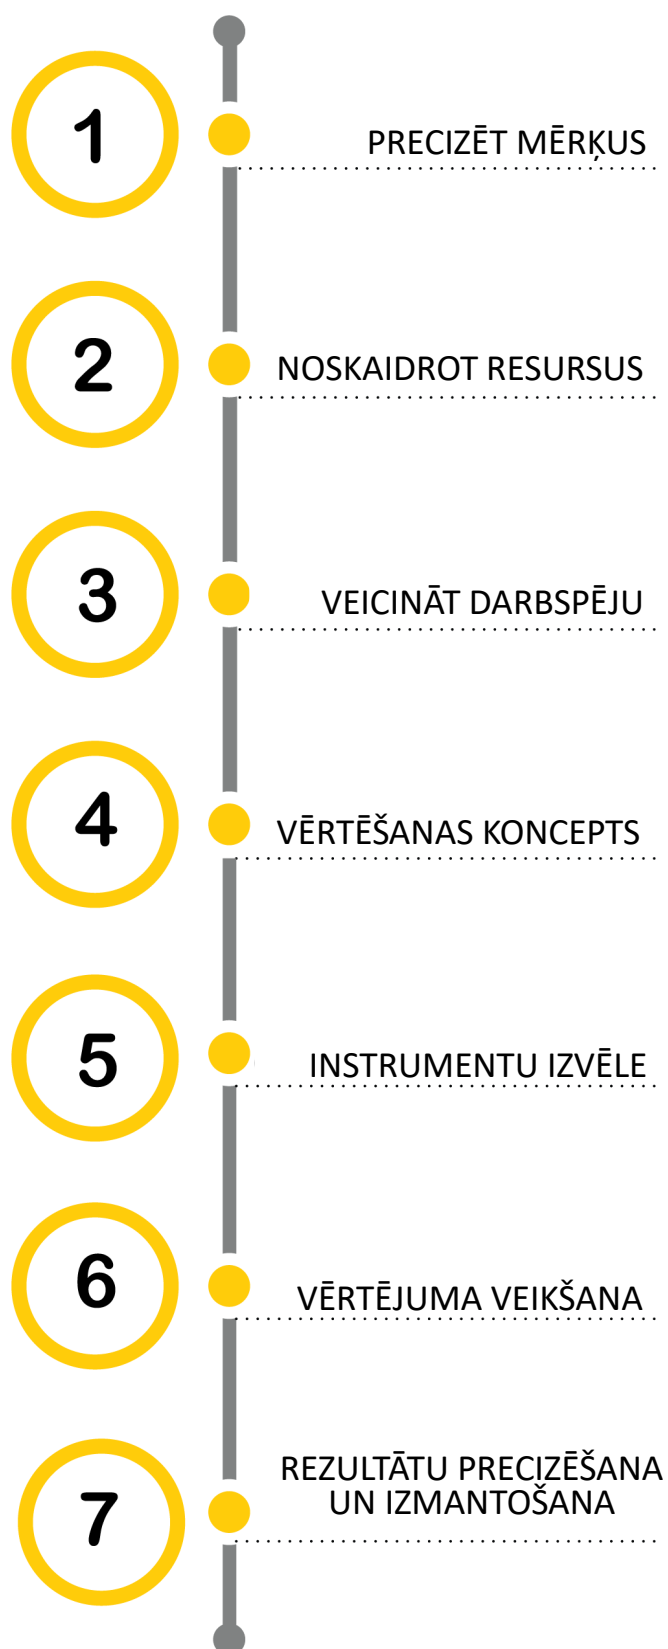 1
PRECIZĒT MĒRĶUS
2
NOSKAIDROT RESURSUS
3
VEICINĀT DARBSPĒJU
4
VĒRTĒŠANAS KONCEPTS
5
INSTRUMENTU IZVĒLE
6
VĒRTĒJUMA VEIKŠANA
7
REZULTĀTU PRECIZĒŠANA
UN IZMANTOŠANA